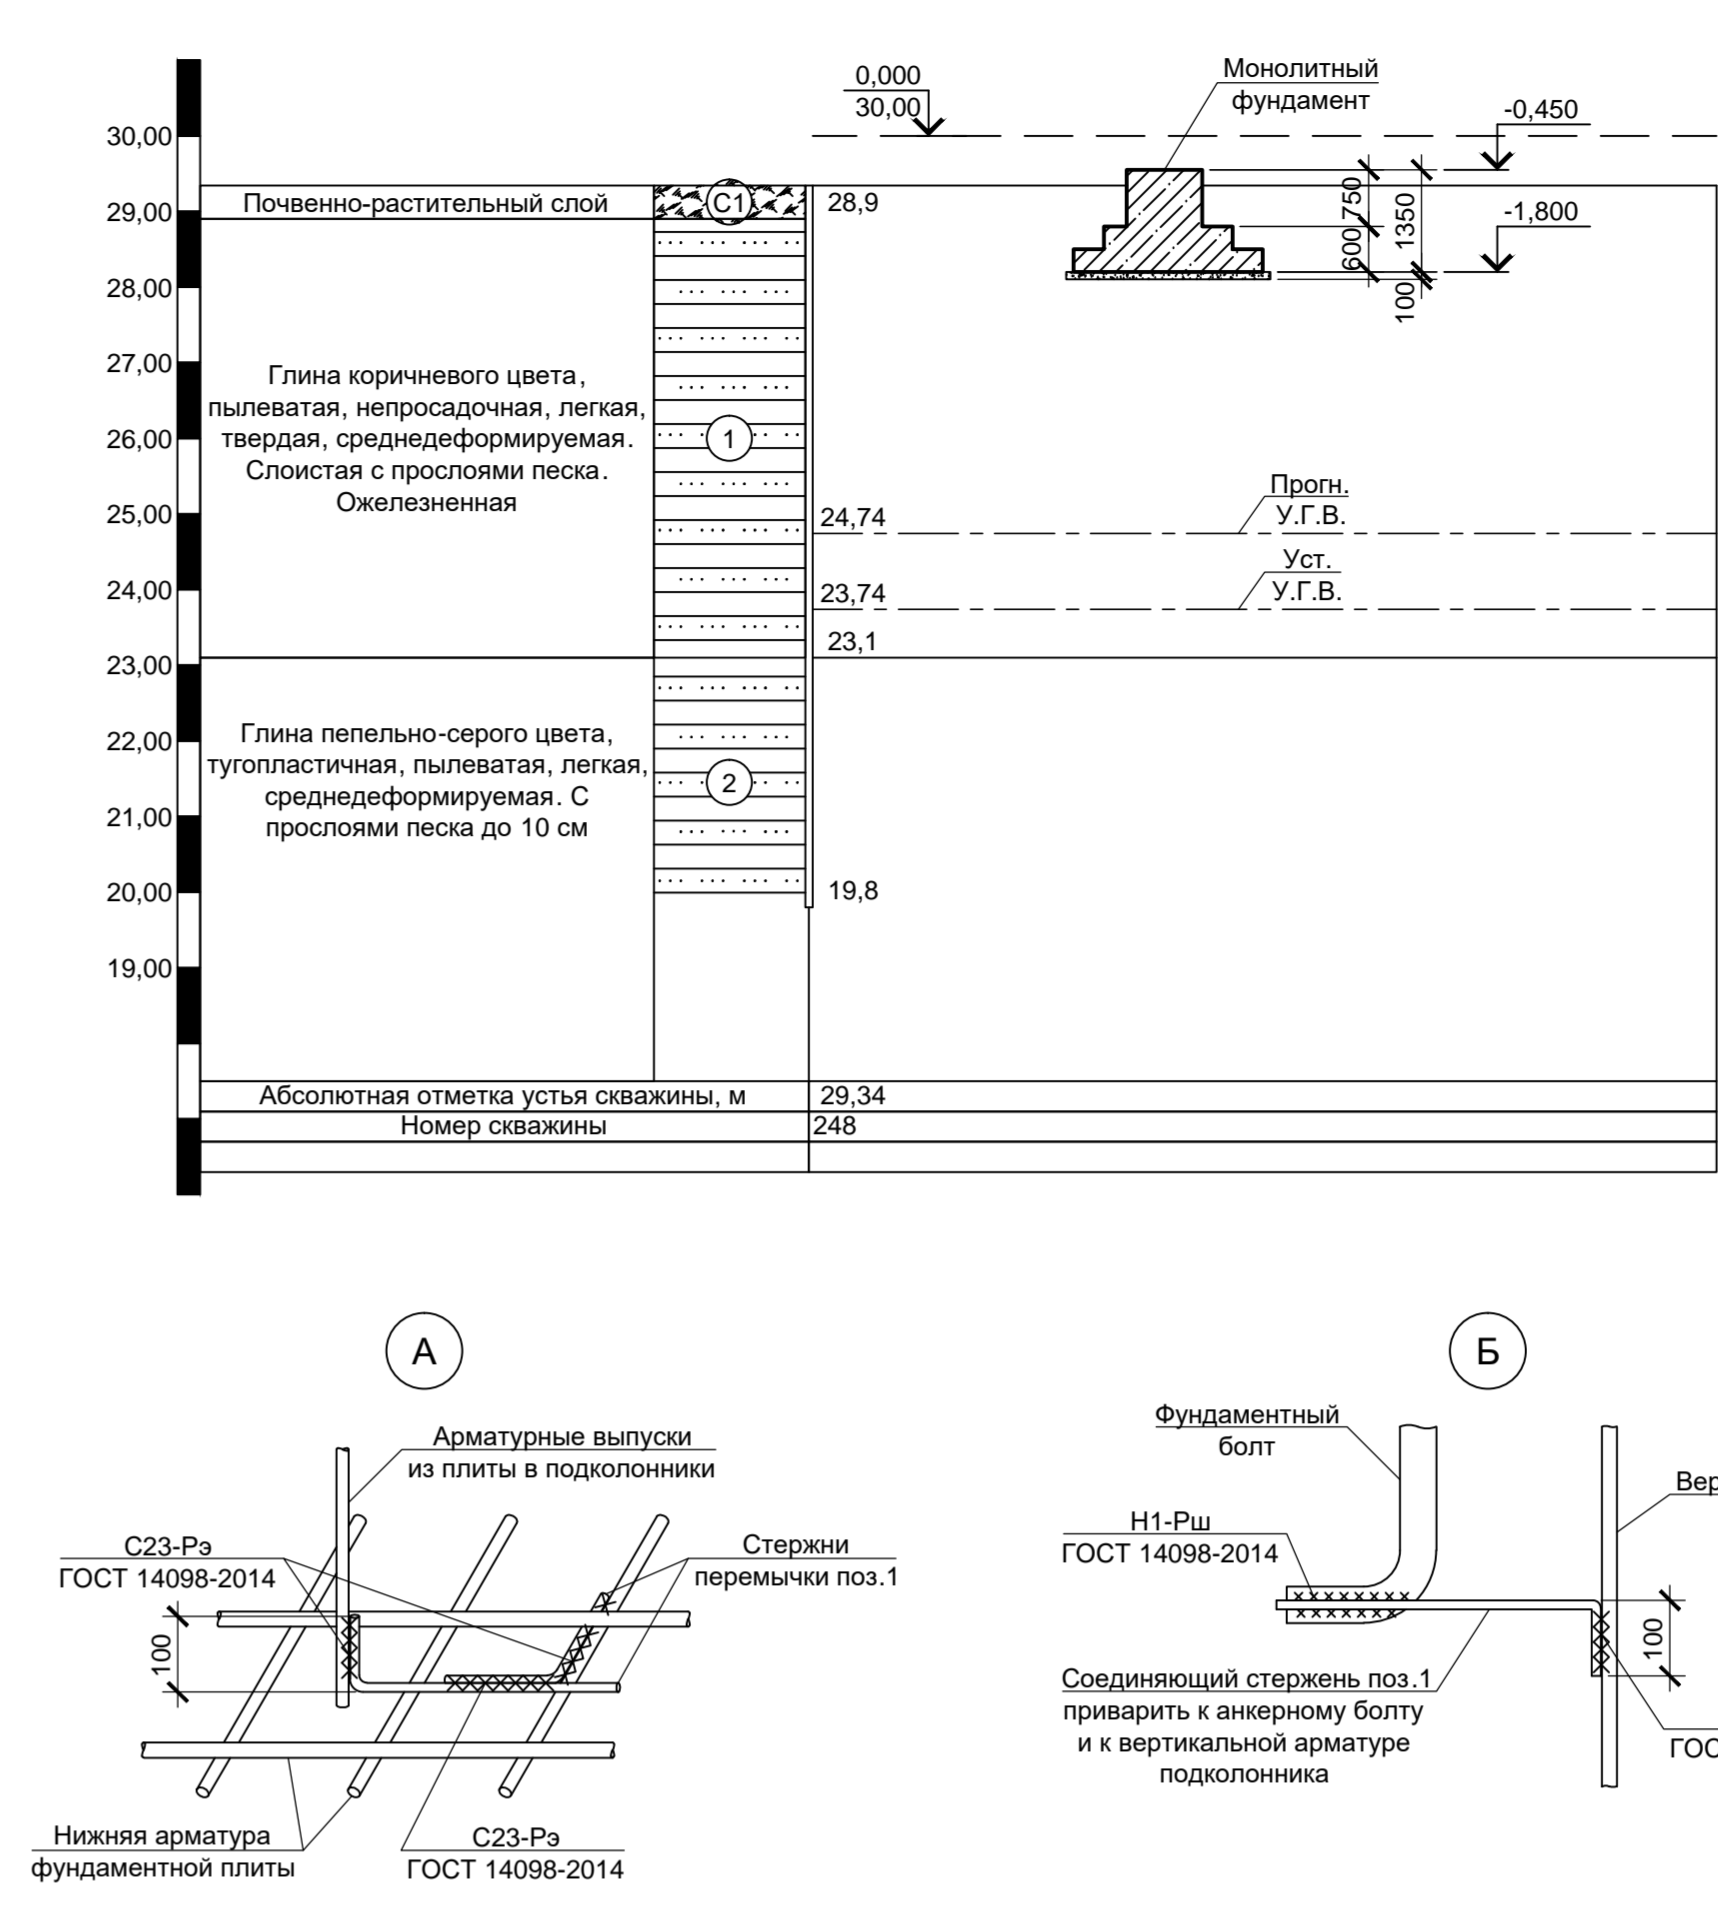 0,000
30,00
Монолитный
фундамент
-0,450
30,00
29,00
Почвенно-растительный слой
С1
28,9
750
600
1350
100
-1,800
28,00
27,00
Глина коричневого цвета,
пылеватая, непросадочная, легкая,
твердая, среднедеформируемая.
Слоистая с прослоями песка.
Ожелезненная
26,00
1
25,00
24,74
Прогн.
У.Г.В.
24,00
23,74
Уст.
У.Г.В.
23,1
23,00
Глина пепельно-серого цвета,
тугопластичная, пылеватая, легкая,
среднедеформируемая. С
прослоями песка до 10 см
22,00
2
21,00
20,00
19,8
19,00
Абсолютная отметка устья скважины, м
29,34
Номер скважины
248
А
Арматурные выпуски
из плиты в подколонники
С23-Рэ
ГОСТ 14098-2014
Стержни
перемычки поз.1
100
Нижняя арматура
фундаментной плиты
С23-Рэ
ГОСТ 14098-2014
Б
Фундаментный
болт
Вер
Н1-Рш
ГОСТ 14098-2014
100
Соединяющий стержень поз.1
приварить к анкерному болту
и к вертикальной арматуре
подколонника
ГОС